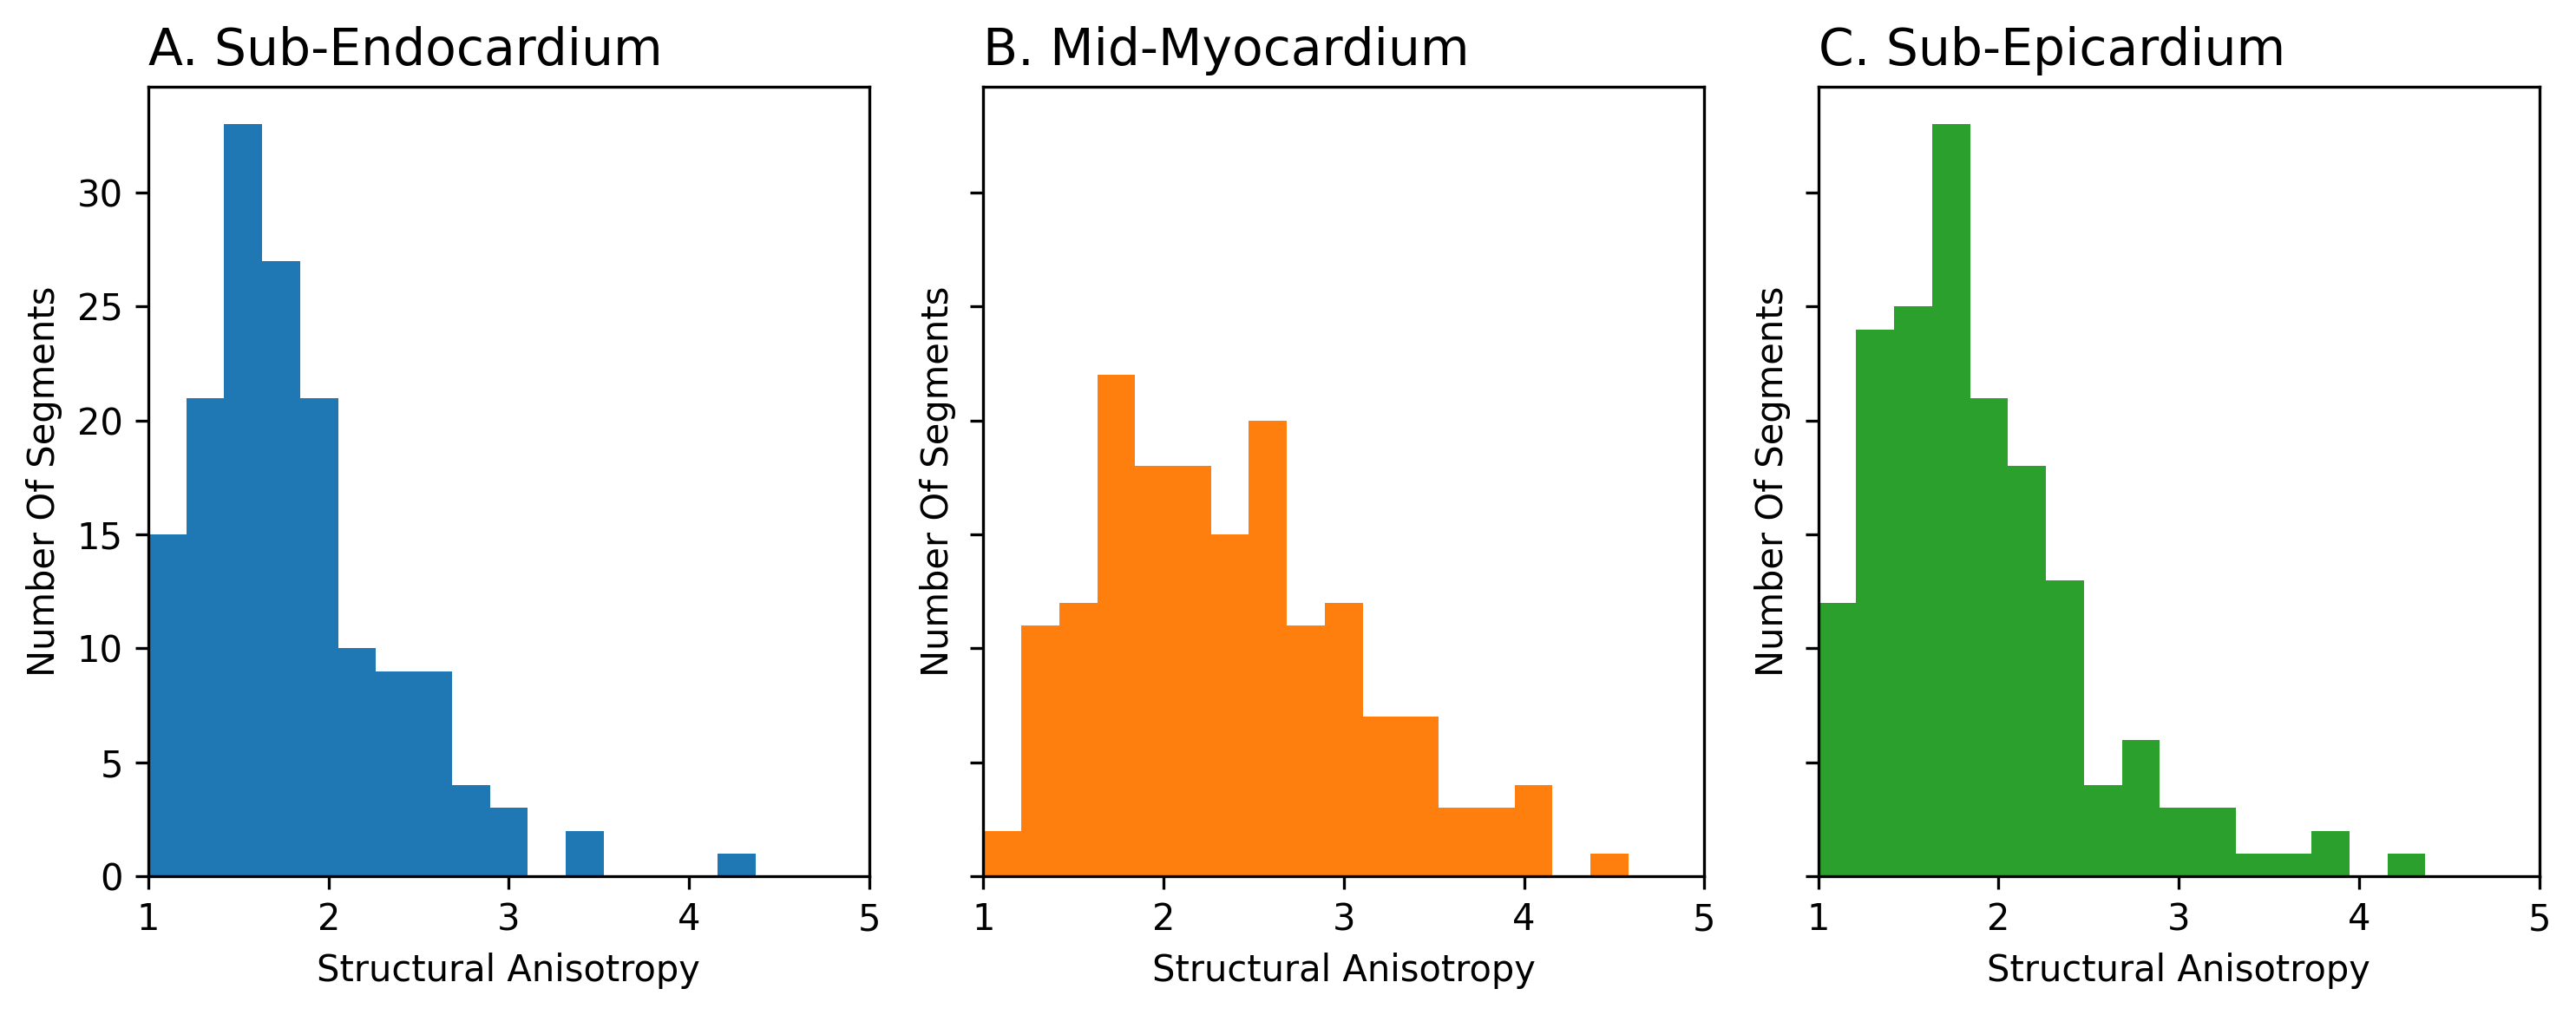 A. Sub-Endocardium
B. Mid-Myocardium
C. Sub-Epicardium
Number Of Segments
30
25
20
15
10
5
0
1 2 3 4 5
Structural Anisotropy
Number Of Segments
1 2 3 4 5
Structural Anisotropy
Number Of Segments
1 2 3 4 5
Structural Anisotropy